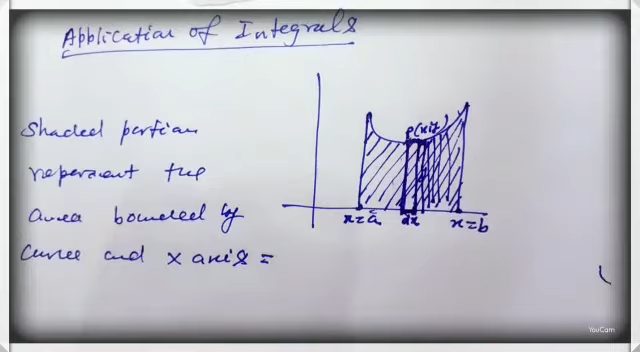 Application of Integrals
Shaded portion
represent the
area bounded by
curve and x axis =
P(x,y)
x=a
dx
x=b
YouCam